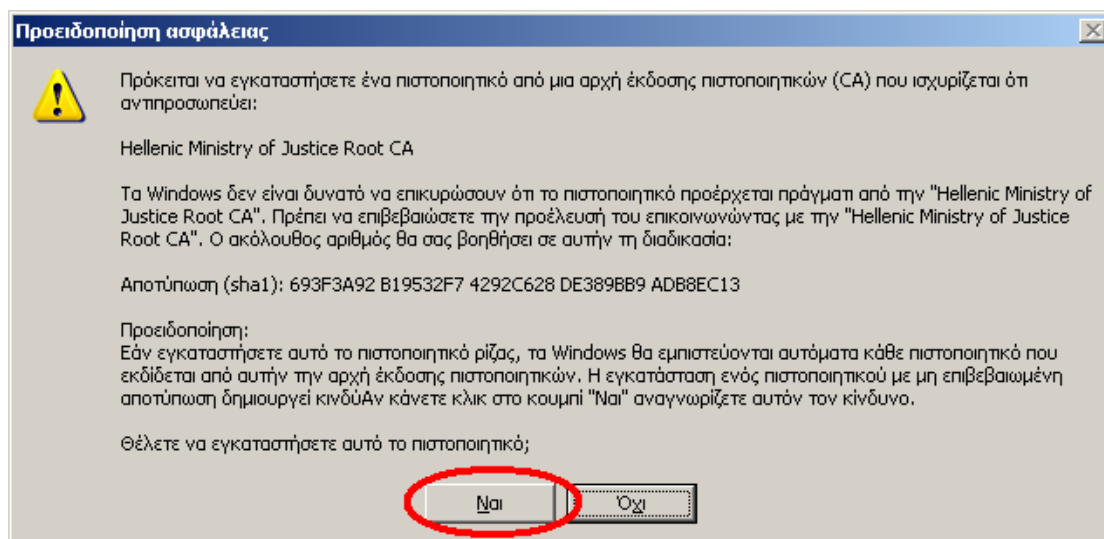 Προειδοποίηση ασφάλειας
Πρόκειται να εγκαταστήσετε ένα πιστοποιητικό από μια αρχή έκδοσης πιστοποιητικών (CA) που ισχυρίζεται ότι
αντιπροσωπεύει:
Hellenic Ministry of Justice Root CA
Τα Windows δεν είναι δυνατό να επικυρώσουν ότι το πιστοποιητικό προέρχεται πράγματι από την "Hellenic Ministry of
Justice Root CA". Πρέπει να επιβεβαιώσετε την προέλευσή του επικοινωνώντας με την "Hellenic Ministry of Justice
Root CA". Ο ακόλουθος αριθμός θα σας βοηθήσει σε αυτήν τη διαδικασία:
Αποτύπωση (sha1): 693F3A92 B19532F7 4292C628 DE389BB9 ADB8EC13
Προειδοποίηση:
Εάν εγκαταστήσετε αυτό το πιστοποιητικό ρίζας, τα Windows θα εμπιστεύονται αυτόματα κάθε πιστοποιητικό που
εκδίδεται από αυτήν την αρχή έκδοσης πιστοποιητικών. Η εγκατάσταση ενός πιστοποιητικού με μη επιβεβαιωμένη
αποτύπωση δημιουργεί κινδύΑν κάνετε κλικ στο κουμπί "Ναι" αναγνωρίζετε αυτόν τον κίνδυνο.
Θέλετε να εγκαταστήσετε αυτό το πιστοποιητικό;
Ναι Όχι